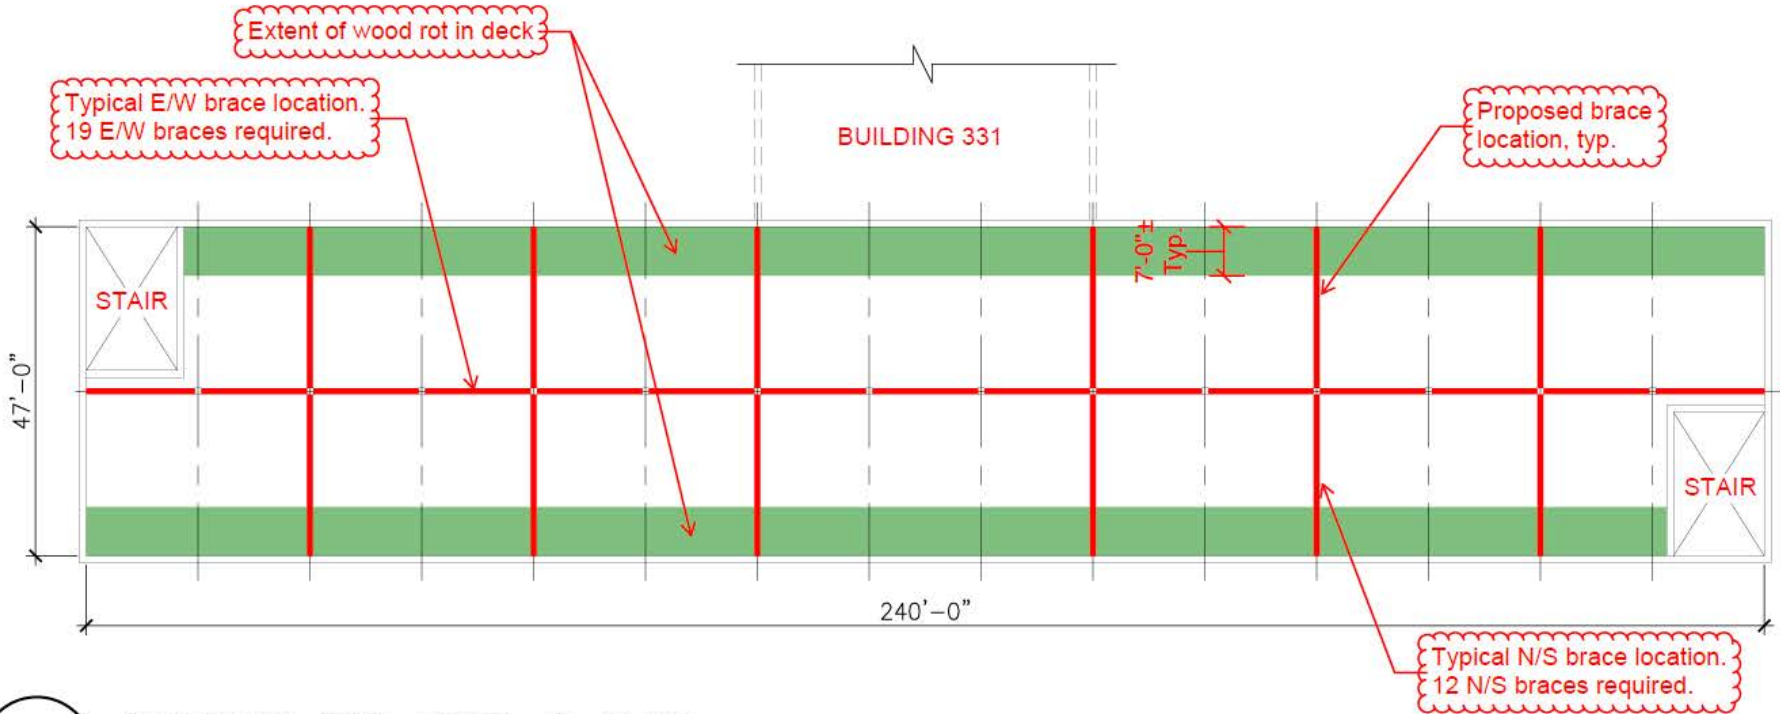 Extent of wood rot in deck
Typical E/W brace location.
19 E/W braces required.
BUILDING 331
Proposed brace
location, typ.
7'-0"±
Typ.
STAIR
47'-0"
STAIR
240'-0"
Typical N/S brace location.
12 N/S braces required.